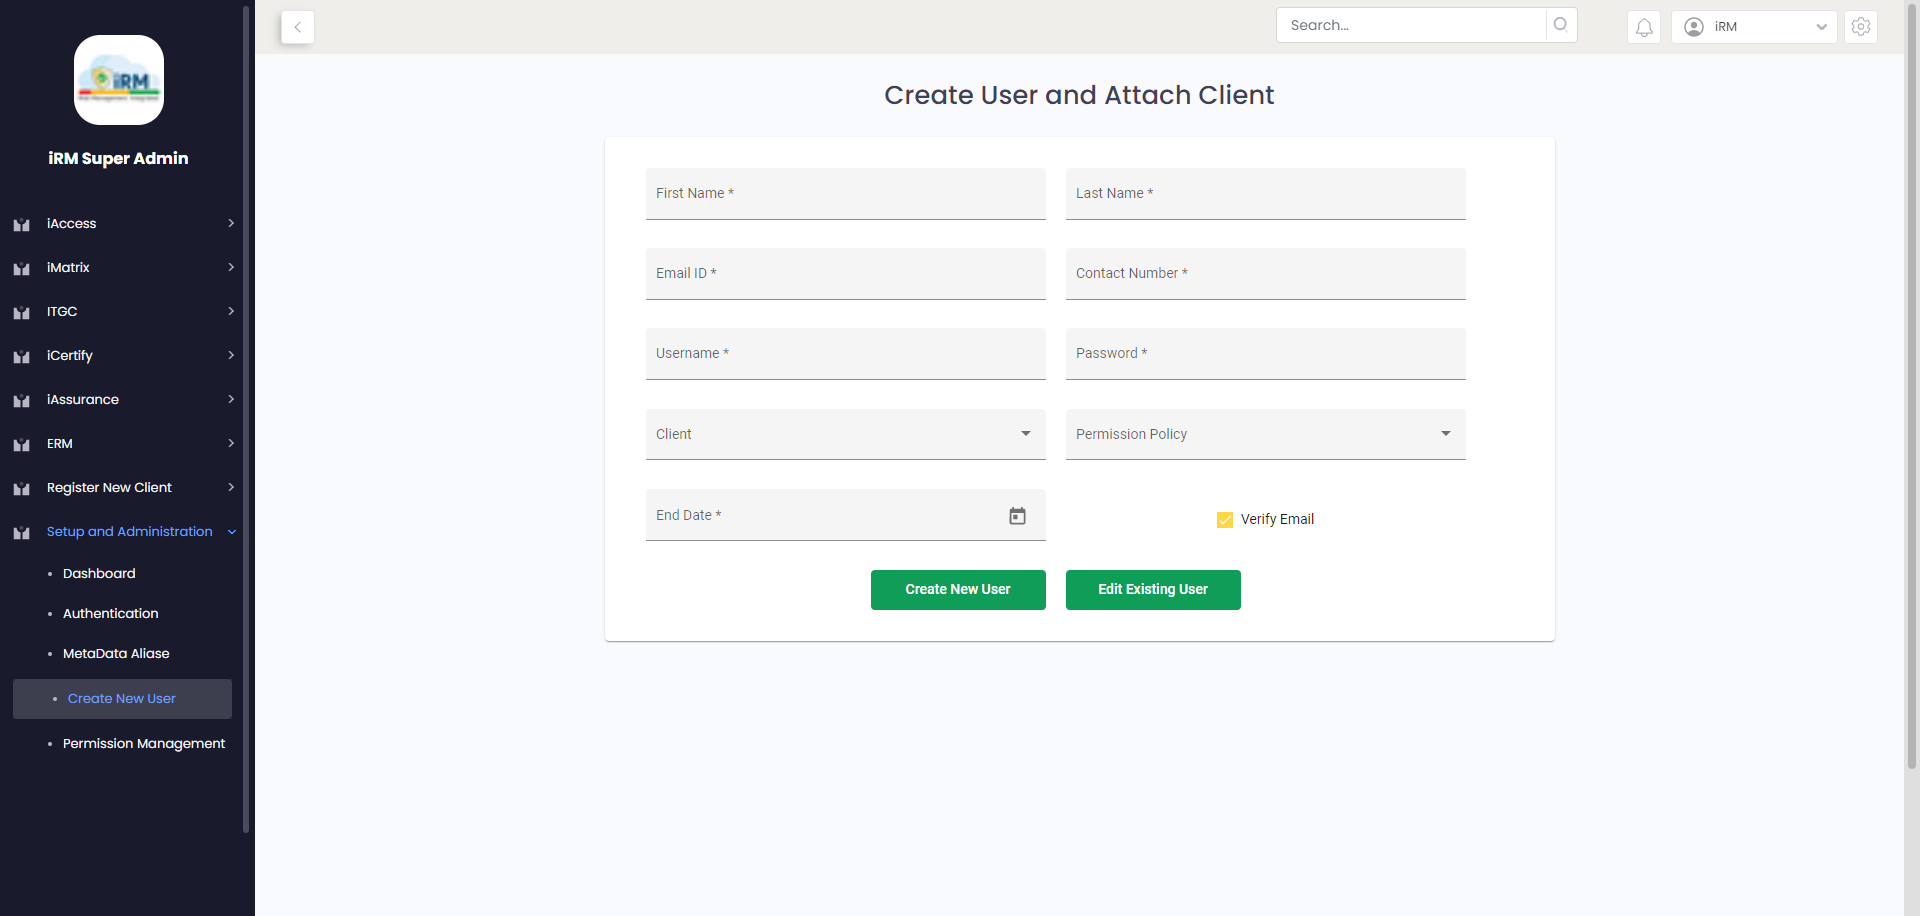 iRM
iRM Super Admin
iAccess
iMatrix
ITGC
iCertify
iAssurance
ERM
Register New Client
Setup and Administration
Dashboard
Authentication
MetaData Aliase
Create New User
Permission Management
Search...
iRM
Create User and Attach Client
First Name *
Last Name *
Email ID *
Contact Number *
Username *
Password *
Client
Permission Policy
End Date *
Verify Email
Create New User
Edit Existing User